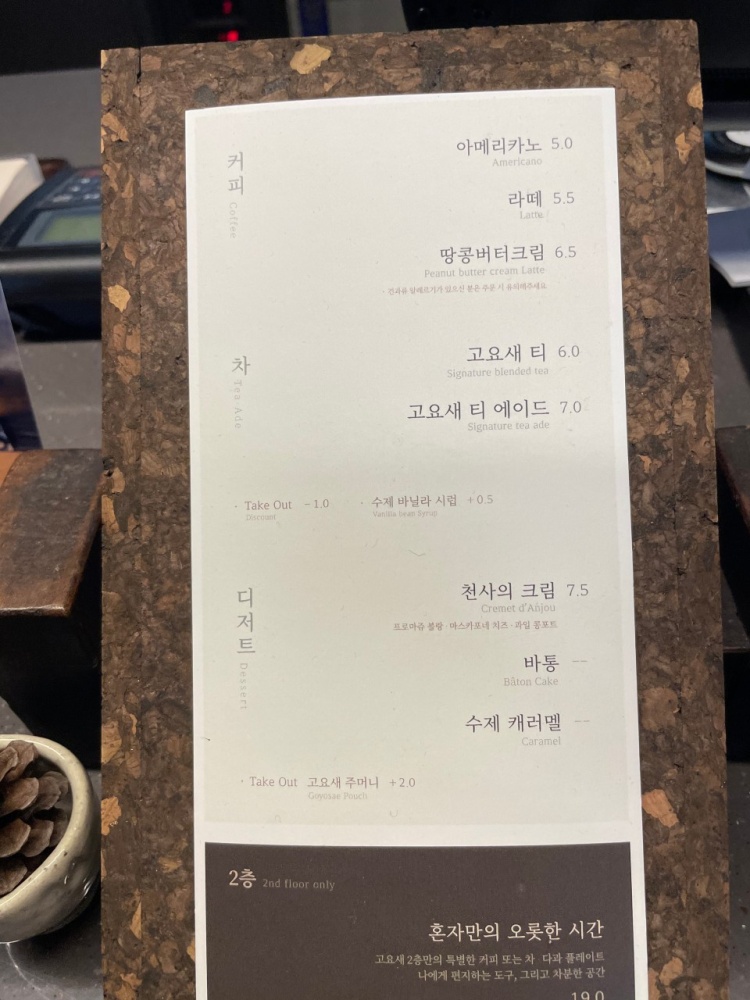 커피 Coffee
아메리카노 5.0
Americano
라떼 5.5
Latte
땅콩버터크림 6.5
Peanut butter cream Latte
· 견과류 알레르기가 있으신 분은 주문 시 유의해주세요
차 Tea·Ade
고요새 티 6.0
Signature blended tea
고요새 티 에이드 7.0
Signature tea ade
· Take Out −1.0 · 수제 바닐라 시럽 +0.5
Discount Vanilla bean Syrup
디저트 Dessert
천사의 크림 7.5
Cremet d'Anjou
프로마쥬 블랑 · 마스카포네 치즈 · 과일 콩포트
바통 --
Bâton Cake
수제 캐러멜 --
Caramel
· Take Out 고요새 주머니 +2.0
Goyosae Pouch
2층 2nd floor only
혼자만의 오롯한 시간
고요새 2층만의 특별한 커피 또는 차 다과 플레이트
나에게 편지하는 도구, 그리고 차분한 공간
19.0